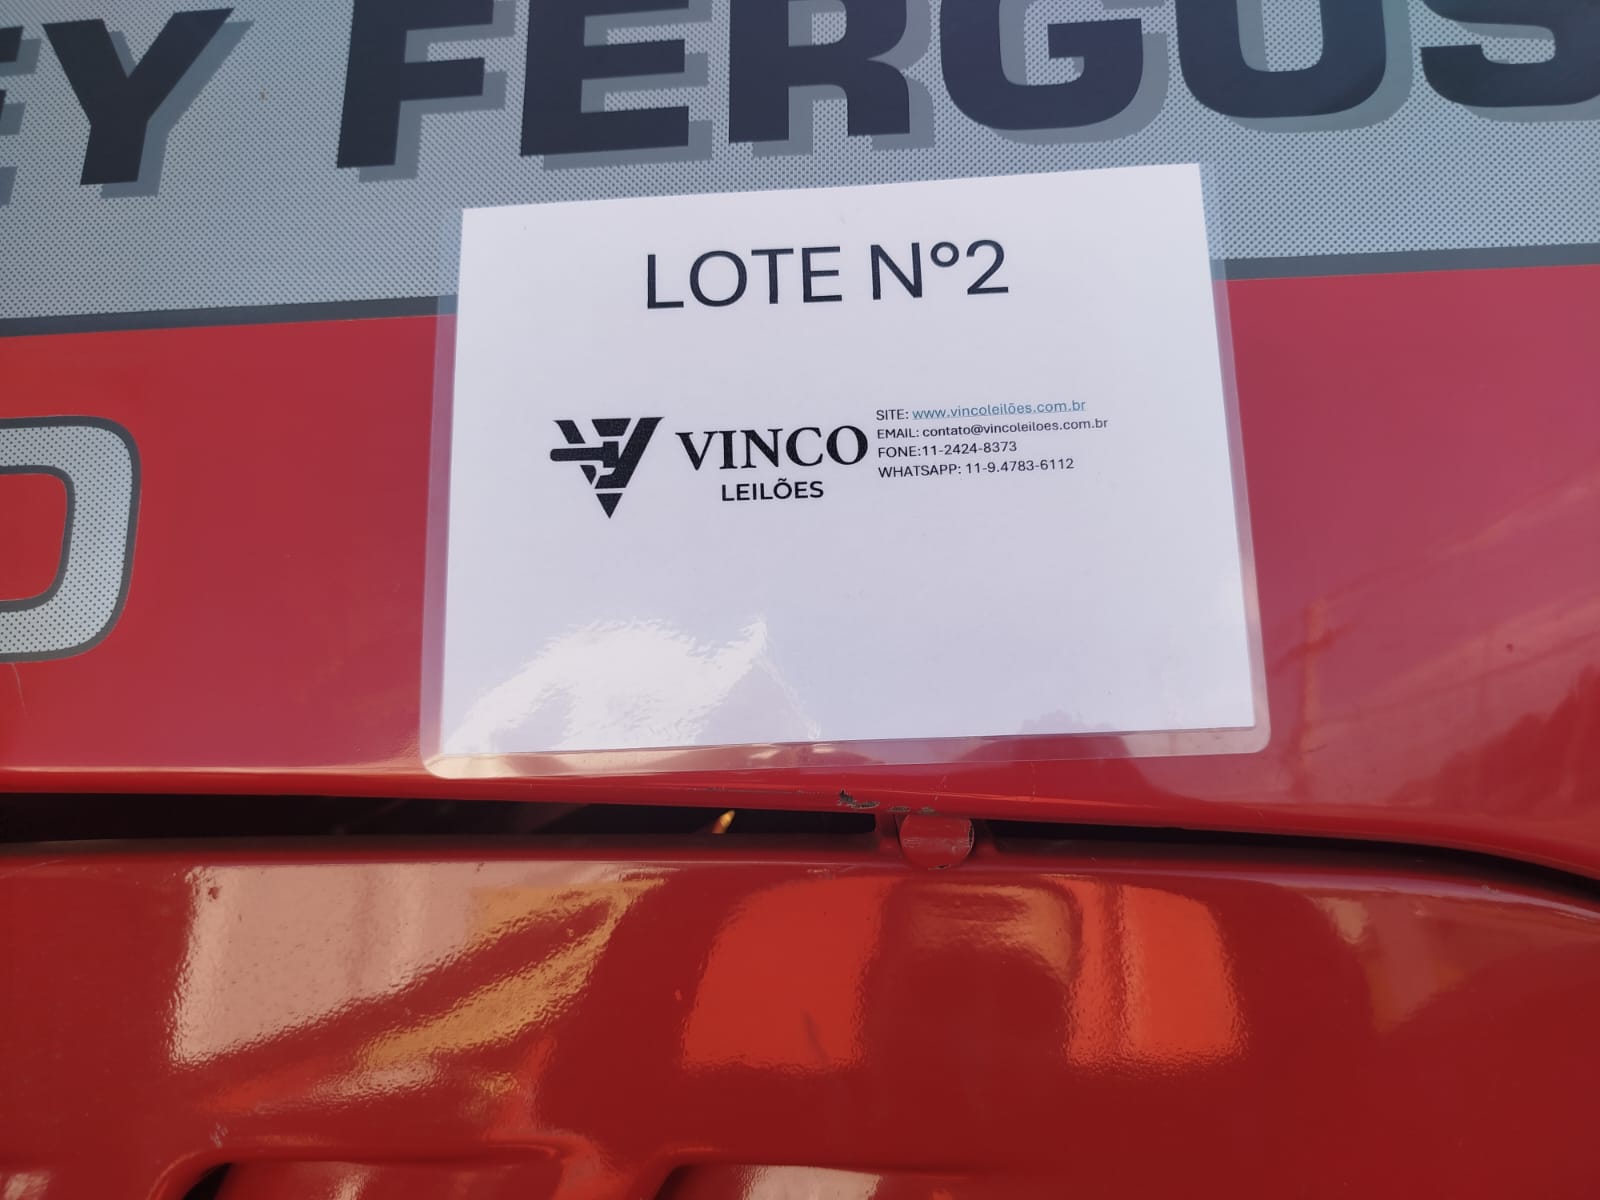 EY FERGUS
LOTE Nº2
VINCO
LEILÕES
SITE: www.vincoleilões.com.br
EMAIL: contato@vincoleiloes.com.br
FONE:11-2424-8373
WHATSAPP: 11-9.4783-6112